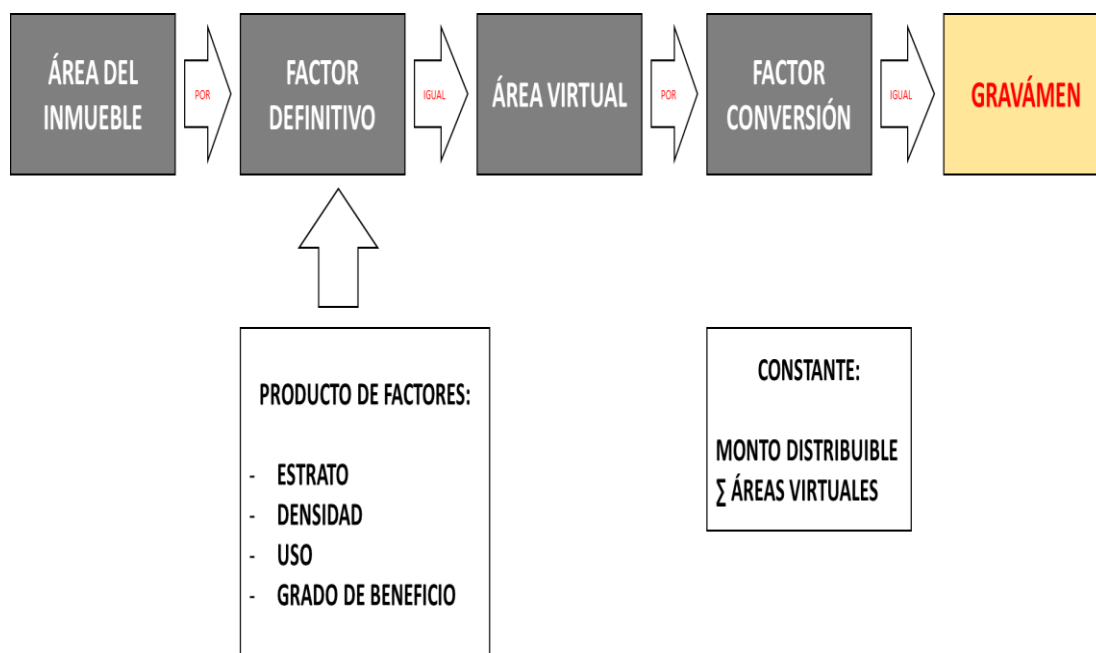 ÁREA DEL
INMUEBLE
POR
FACTOR
DEFINITIVO
IGUAL
ÁREA VIRTUAL
POR
FACTOR
CONVERSIÓN
IGUAL
GRAVÁMEN
PRODUCTO DE FACTORES:
- ESTRATO
- DENSIDAD
- USO
- GRADO DE BENEFICIO
CONSTANTE:
MONTO DISTRIBUIBLE
∑ ÁREAS VIRTUALES